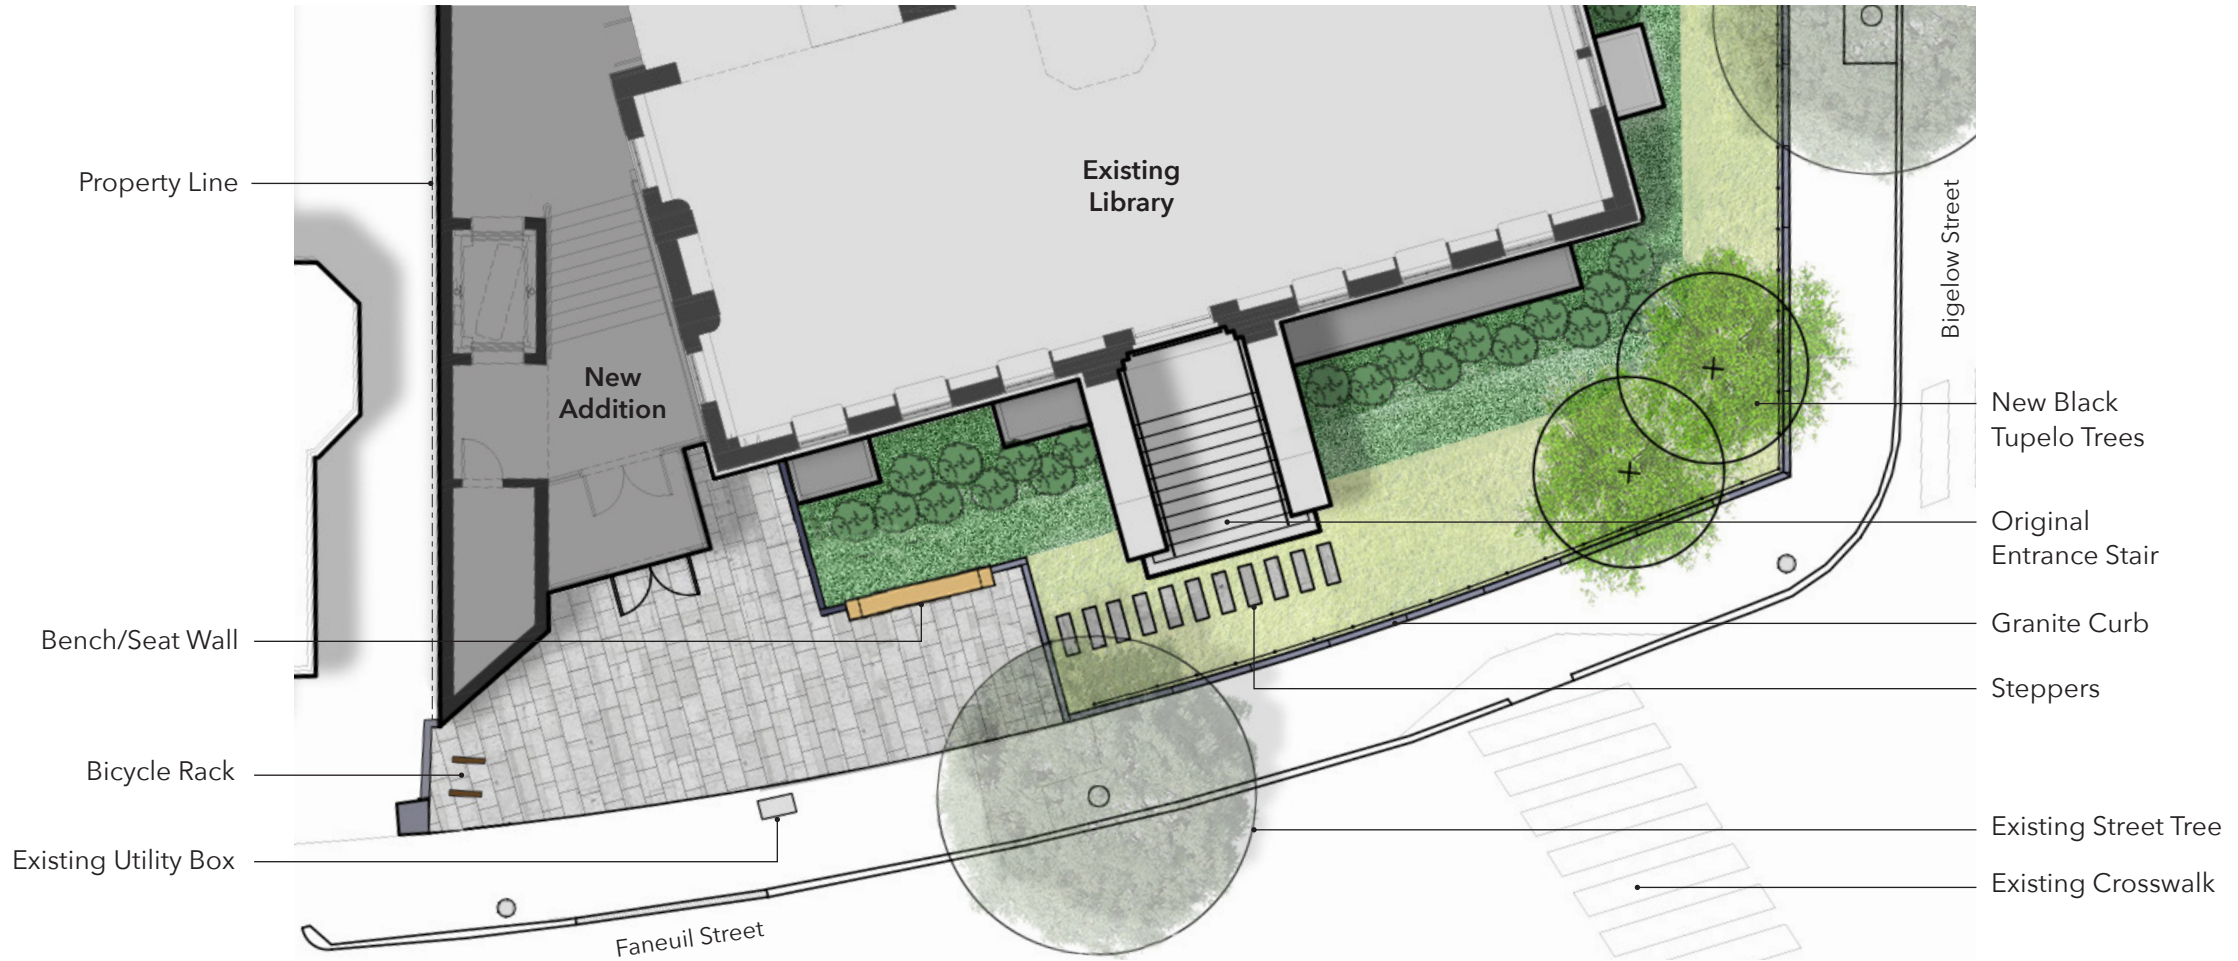 Property Line
Existing
Library
Bigelow Street
New
Addition
New Black
Tupelo Trees
Original
Entrance Stair
Bench/Seat Wall
Granite Curb
Steppers
Bicycle Rack
Existing Street Tree
Existing Utility Box
Existing Crosswalk
Faneuil Street